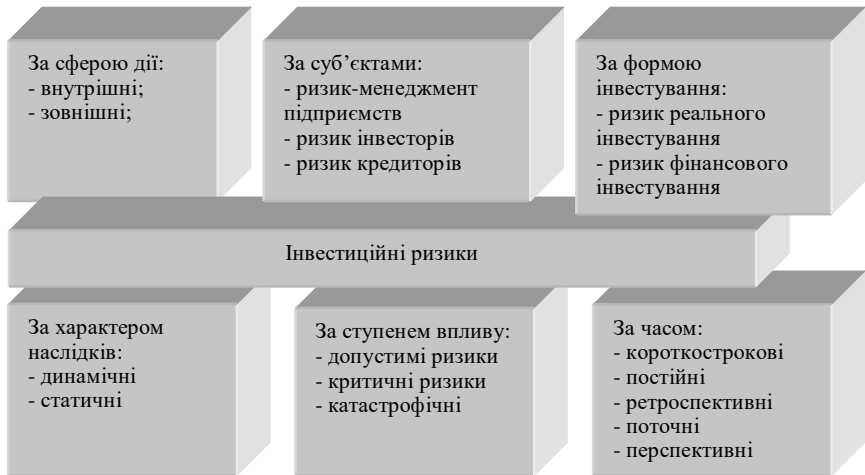 За сферою дії:
- внутрішні;
- зовнішні;
За суб’єктами:
- ризик-менеджмент
підприємств
- ризик інвесторів
- ризик кредиторів
За формою
інвестування:
- ризик реального
інвестування
- ризик фінансового
інвестування
Інвестиційні ризики
За характером
наслідків:
- динамічні
- статичні
За ступенем впливу:
- допустимі ризики
- критичні ризики
-катастрофічні
За часом:
- короткострокові
- постійні
- ретроспективні
- поточні
- перспективні